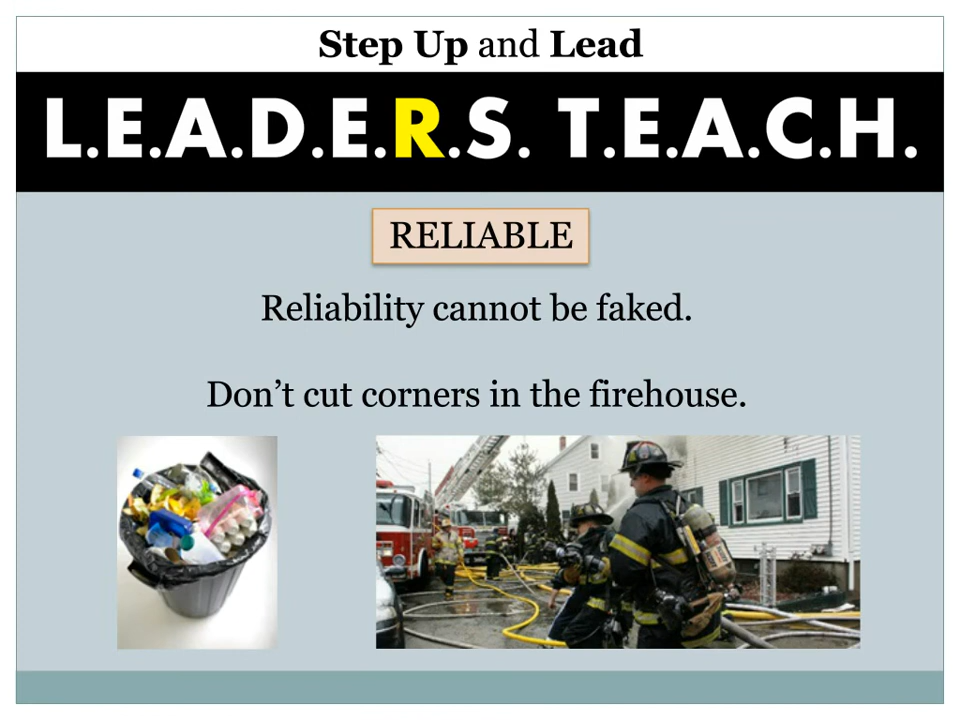 Step Up and Lead
L.E.A.D.E.R.S. T.E.A.C.H.
RELIABLE
Reliability cannot be faked.
Don’t cut corners in the firehouse.